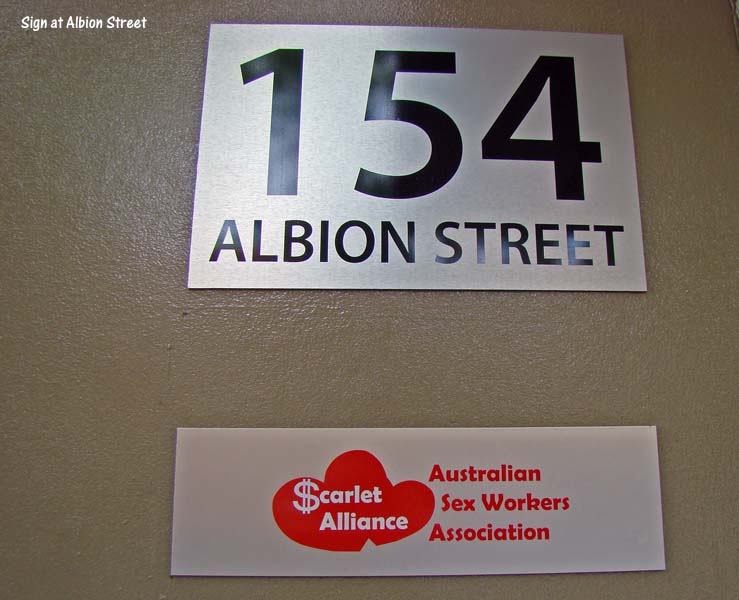 Sign at Albion Street
154
ALBION STREET
$carlet
Alliance
Australian
Sex Workers
Association